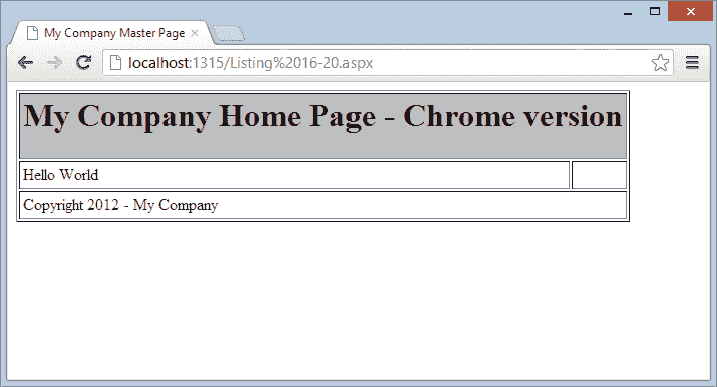 My Company Master Page
localhost:1315/Listing%2016-20.aspx
My Company Home Page - Chrome version
Hello World
Copyright 2012 - My Company